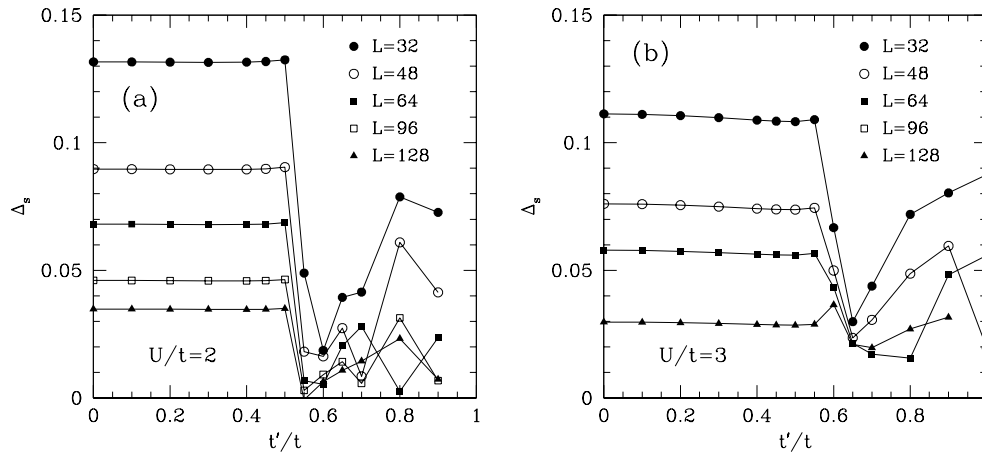 0.15
0.1
0.05
0
Δs
(a)
L=32
L=48
L=64
L=96
L=128
U/t=2
0 0.2 0.4 0.6 0.8 1
t'/t
0.15
0.1
0.05
0
Δs
(b)
L=32
L=48
L=64
L=96
L=128
U/t=3
0 0.2 0.4 0.6 0.8
t'/t